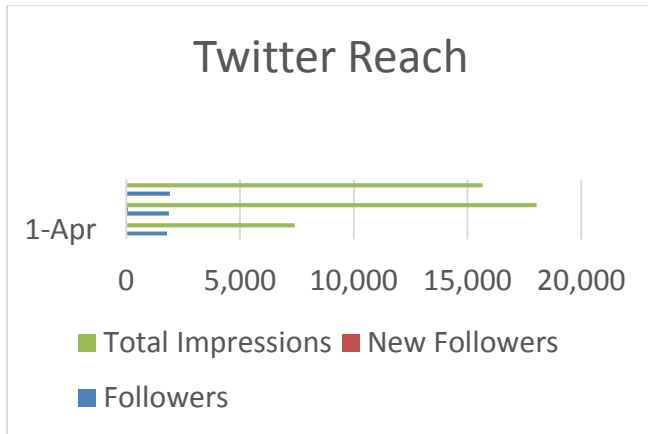 Twitter Reach
1-Apr
0 5,000 10,000 15,000 20,000
Total Impressions New Followers
Followers